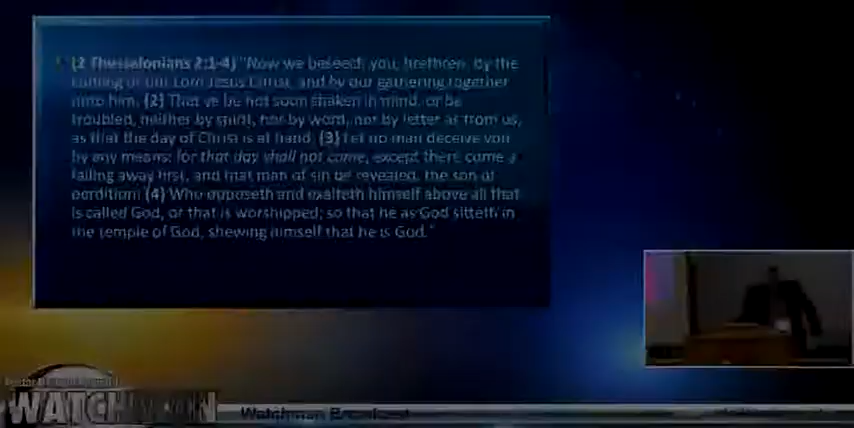 (2 Thessalonians 2:1-4) "Now we beseech you, brethren, by the
coming of our Lord Jesus Christ, and by our gathering together
unto him, (2) That ye be not soon shaken in mind, or be
troubled, neither by spirit, nor by word, nor by letter as from us,
as that the day of Christ is at hand. (3) Let no man deceive you
by any means: for that day shall not come, except there come a
falling away first, and that man of sin be revealed, the son of
perdition; (4) Who opposeth and exalteth himself above all that
is called God, or that is worshipped; so that he as God sitteth in
the temple of God, shewing himself that he is God."
WATCHMAN
Watchman Broadcast